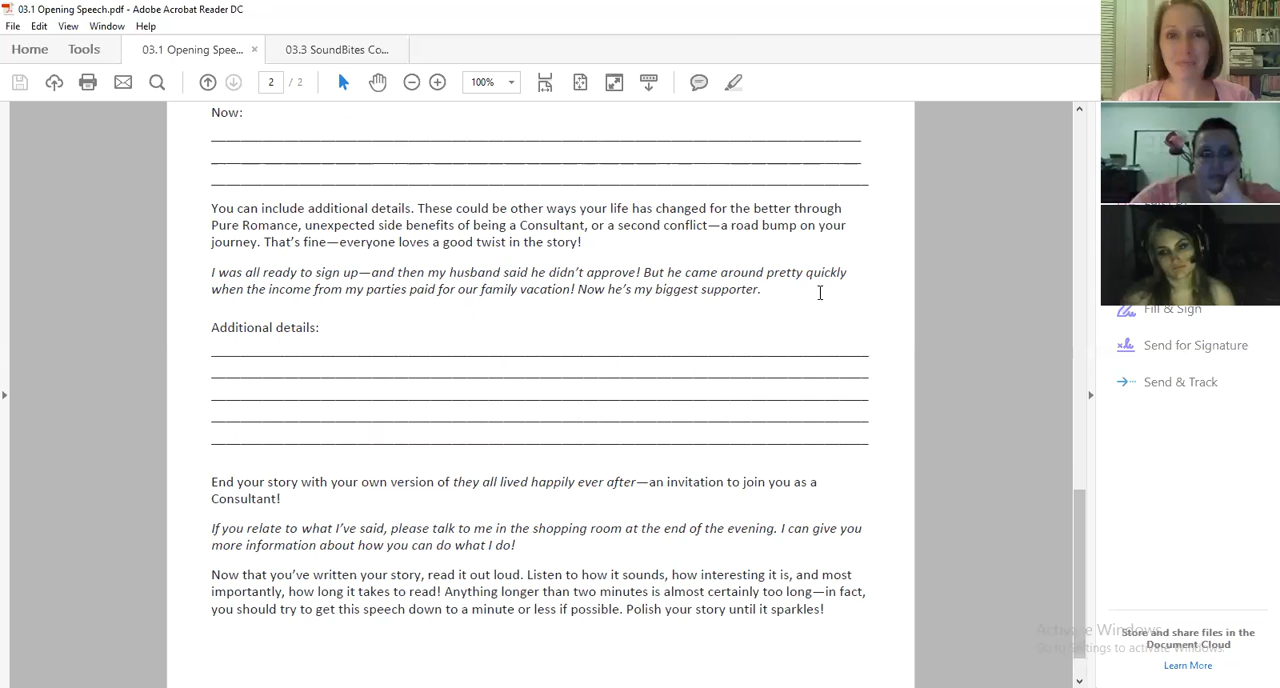 03.1 Opening Speech.pdf - Adobe Acrobat Reader DC
File Edit View Window Help
Home Tools 03.1 Opening Spee... × 03.3 SoundBites Co...
2 / 2 100%
Now:
You can include additional details. These could be other ways your life has changed for the better through
Pure Romance, unexpected side benefits of being a Consultant, or a second conflict—a road bump on your
journey. That's fine—everyone loves a good twist in the story!
I was all ready to sign up—and then my husband said he didn't approve! But he came around pretty quickly
when the income from my parties paid for our family vacation! Now he's my biggest supporter.
Additional details:
End your story with your own version of they all lived happily ever after—an invitation to join you as a
Consultant!
If you relate to what I've said, please talk to me in the shopping room at the end of the evening. I can give you
more information about how you can do what I do!
Now that you've written your story, read it out loud. Listen to how it sounds, how interesting it is, and most
importantly, how long it takes to read! Anything longer than two minutes is almost certainly too long—in fact,
you should try to get this speech down to a minute or less if possible. Polish your story until it sparkles!
Fill & Sign
Send for Signature
Send & Track
Activate Windows
Go to Settings to activate Windows.
Store and share files in the
Document Cloud
Learn More